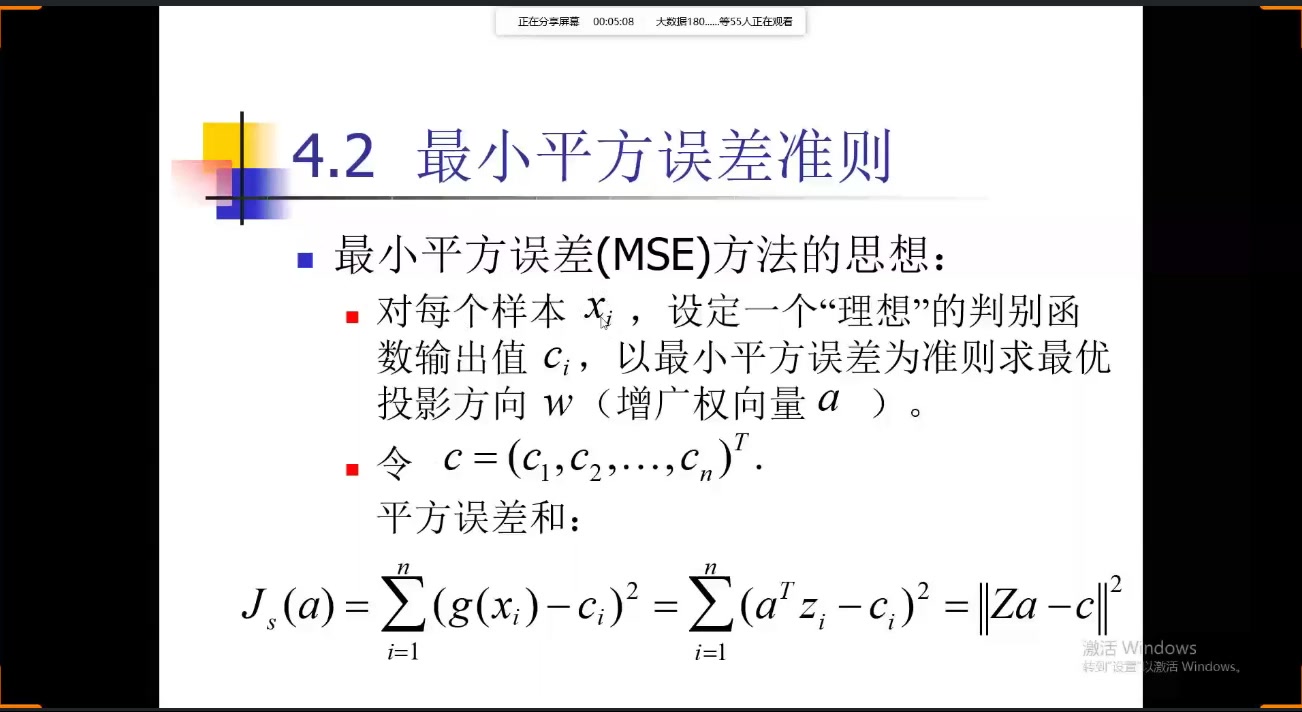 正在分享屏幕 00:05:08 大数据180......等55人正在观看
4.2 最小平方误差准则
最小平方误差(MSE)方法的思想：
对每个样本 x_i ，设定一个“理想”的判别函
数输出值 c_i，以最小平方误差为准则求最优
投影方向 w（增广权向量 a ）。
令 c = (c_1,c_2,...,c_n)^T.
平方误差和：
J_s(a) = ∑_{i=1}^{n}(g(x_i) − c_i)^2 = ∑_{i=1}^{n}(a^T z_i − c_i)^2 = ‖Za − c‖^2
激活 Windows
转到"设置"以激活 Windows。